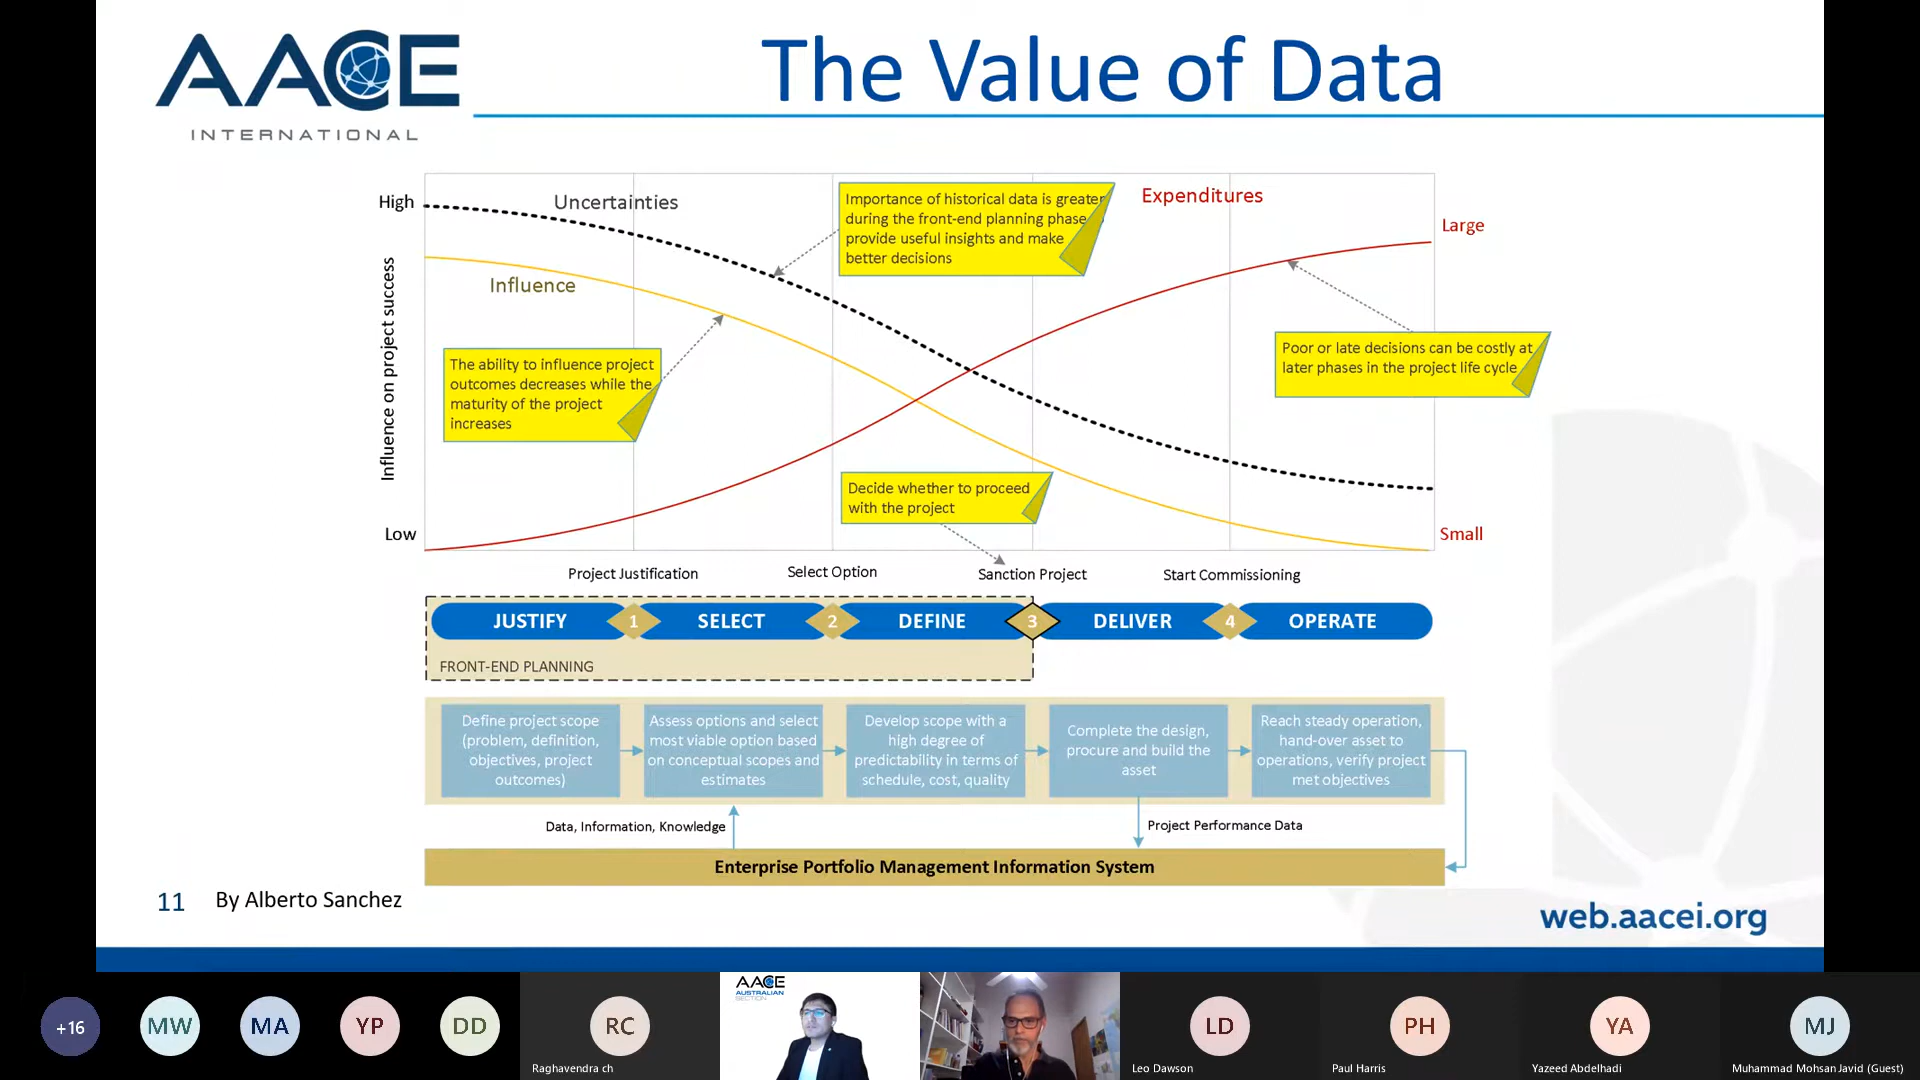 AACE
INTERNATIONAL
The Value of Data
High
Uncertainties
Influence
Influence on project success
Low
Expenditures
Large
Small
Importance of historical data is greater
during the front-end planning phase
provide useful insights and make
better decisions
The ability to influence project
outcomes decreases while the
maturity of the project
increases
Poor or late decisions can be costly at
later phases in the project life cycle
Decide whether to proceed
with the project
Project Justification
Select Option
Sanction Project
Start Commissioning
JUSTIFY
1
SELECT
2
DEFINE
3
DELIVER
4
OPERATE
FRONT-END PLANNING
Define project scope
(problem, definition,
objectives, project
outcomes)
Assess options and select
most viable option based
on conceptual scopes and
estimates
Develop scope with a
high degree of
predictability in terms of
schedule, cost, quality
Complete the design,
procure and build the
asset
Reach steady operation,
hand-over asset to
operations, verify project
met objectives
Data, Information, Knowledge
Project Performance Data
Enterprise Portfolio Management Information System
11
By Alberto Sanchez
web.aacei.org
+16
MW
MA
YP
DD
RC
Raghavendra ch
AACE
AUSTRALIAN
SECTION
LD
Leo Dawson
PH
Paul Harris
YA
Yazeed Abdelhadi
MJ
Muhammad Mohsan Javid (Guest)